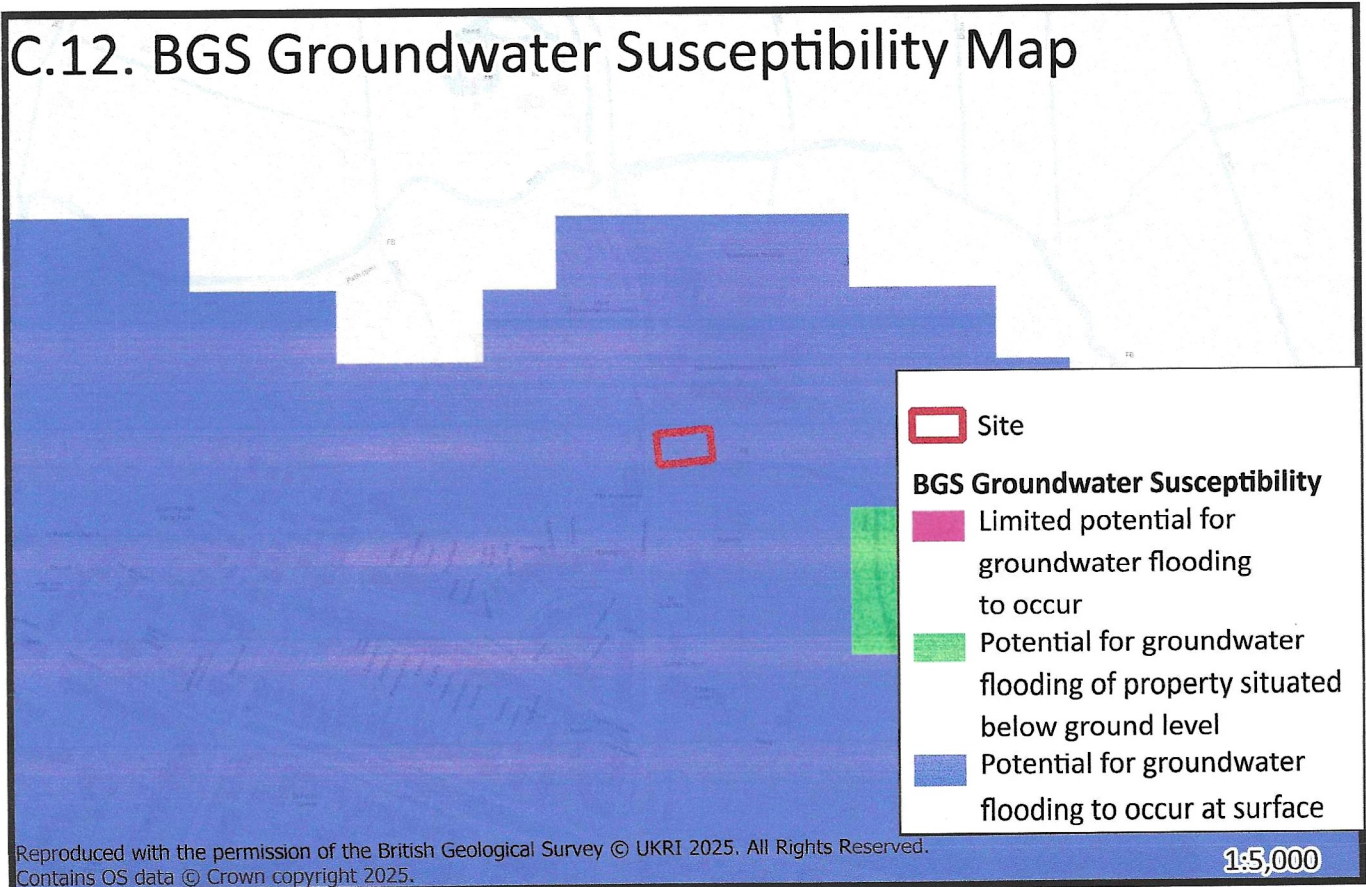 C.12. BGS Groundwater Susceptibility Map
FB
FB
Site
BGS Groundwater Susceptibility
Limited potential for
groundwater flooding
to occur
Potential for groundwater
flooding of property situated
below ground level
Potential for groundwater
flooding to occur at surface
Reproduced with the permission of the British Geological Survey © UKRI 2025. All Rights Reserved.
Contains OS data © Crown copyright 2025.
1:5,000